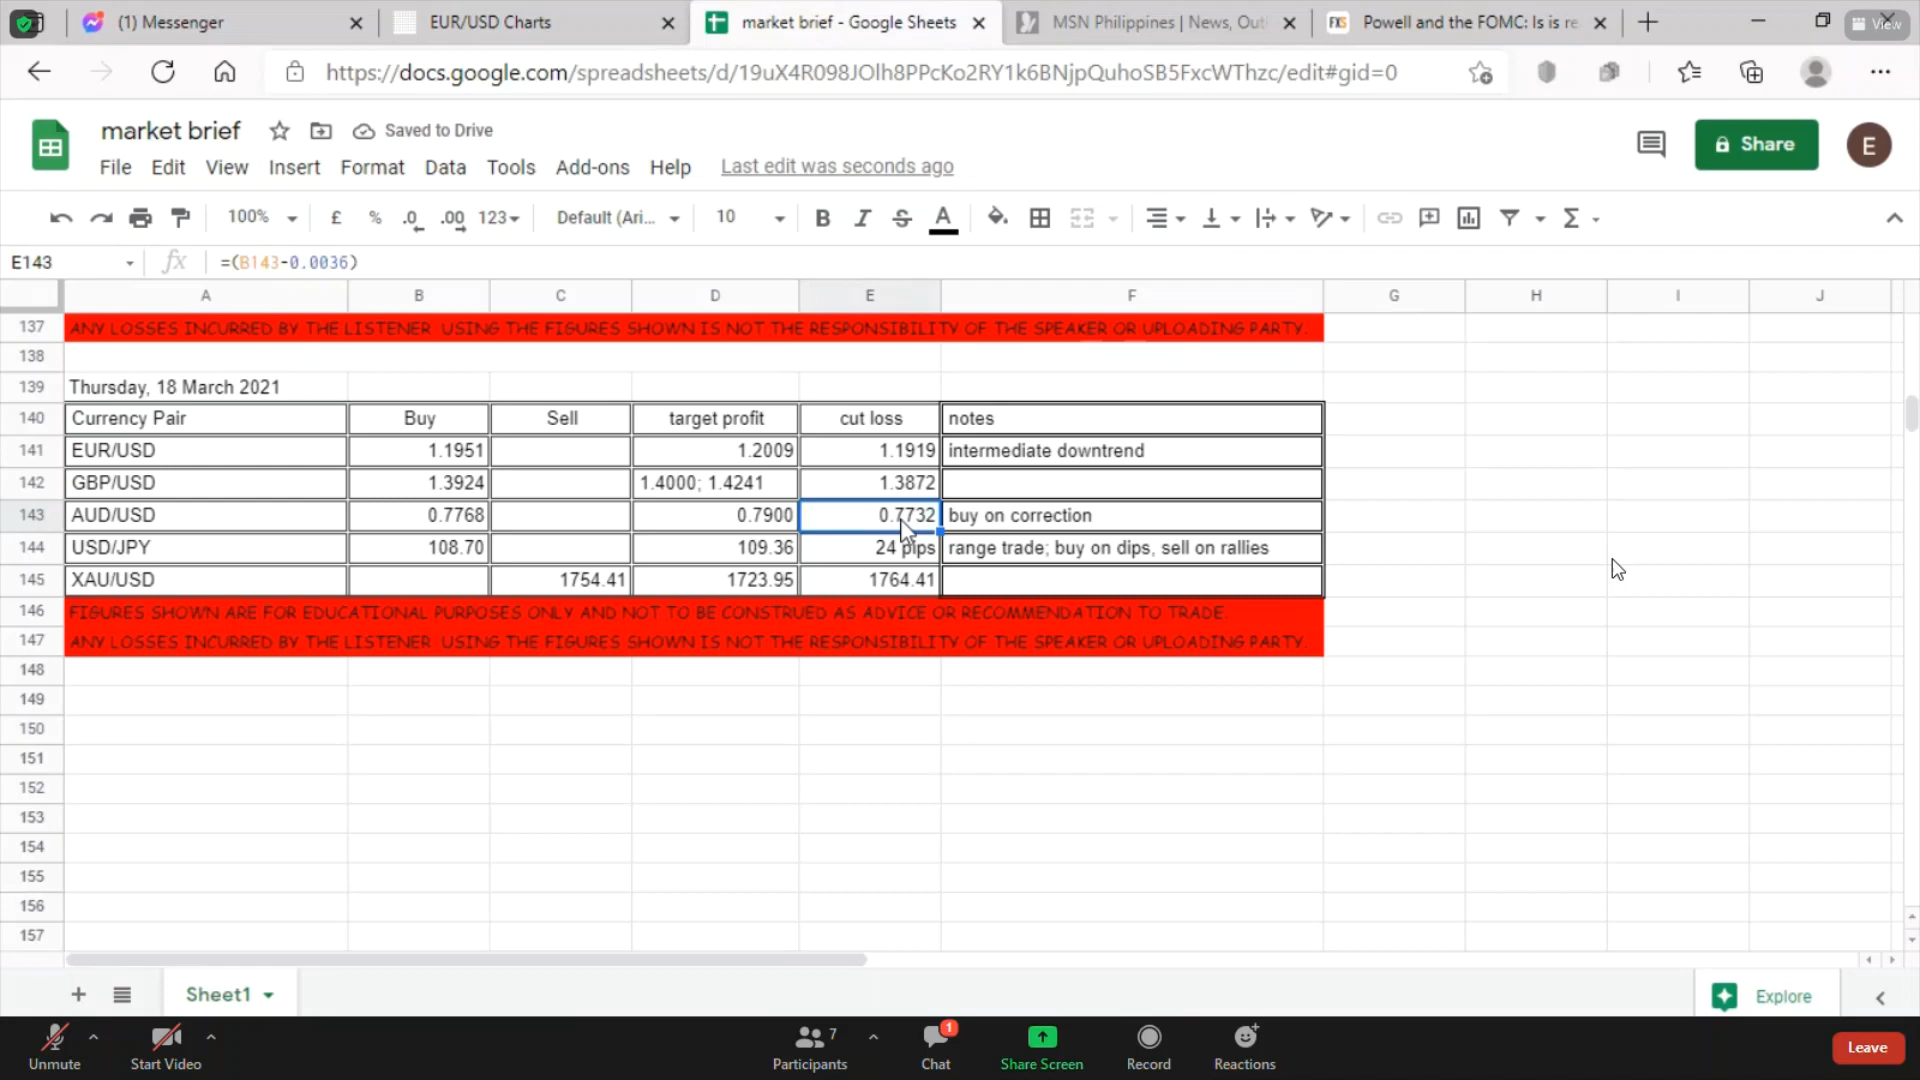 (1) Messenger
EUR/USD Charts
market brief - Google Sheets
MSN Philippines | News, Outl
FXS Powell and the FOMC: Is is re
View
https://docs.google.com/spreadsheets/d/19uX4R098JOlh8PPcKo2RY1k6BNjpQuhoSB5FxcWThzc/edit#gid=0
market brief
Saved to Drive
Share
E
File Edit View Insert Format Data Tools Add-ons Help Last edit was seconds ago
100% £ % .0 .00 123 Default (Ari... 10 B I S A
E143 fx =(B143-0.0036)
A B C D E F G H I J
137 ANY LOSSES INCURRED BY THE LISTENER USING THE FIGURES SHOWN IS NOT THE RESPONSIBILITY OF THE SPEAKER OR UPLOADING PARTY.
138
139 Thursday, 18 March 2021
140 Currency Pair Buy Sell target profit cut loss notes
141 EUR/USD 1.1951 1.2009 1.1919 intermediate downtrend
142 GBP/USD 1.3924 1.4000; 1.4241 1.3872
143 AUD/USD 0.7768 0.7900 0.7732 buy on correction
144 USD/JPY 108.70 109.36 24 pips range trade; buy on dips, sell on rallies
145 XAU/USD 1754.41 1723.95 1764.41
146 FIGURES SHOWN ARE FOR EDUCATIONAL PURPOSES ONLY AND NOT TO BE CONSTRUED AS ADVICE OR RECOMMENDATION TO TRADE.
147 ANY LOSSES INCURRED BY THE LISTENER USING THE FIGURES SHOWN IS NOT THE RESPONSIBILITY OF THE SPEAKER OR UPLOADING PARTY.
148
149
150
151
152
153
154
155
156
157
Sheet1
Explore
7
1
Unmute Start Video Participants Chat Share Screen Record Reactions
Leave